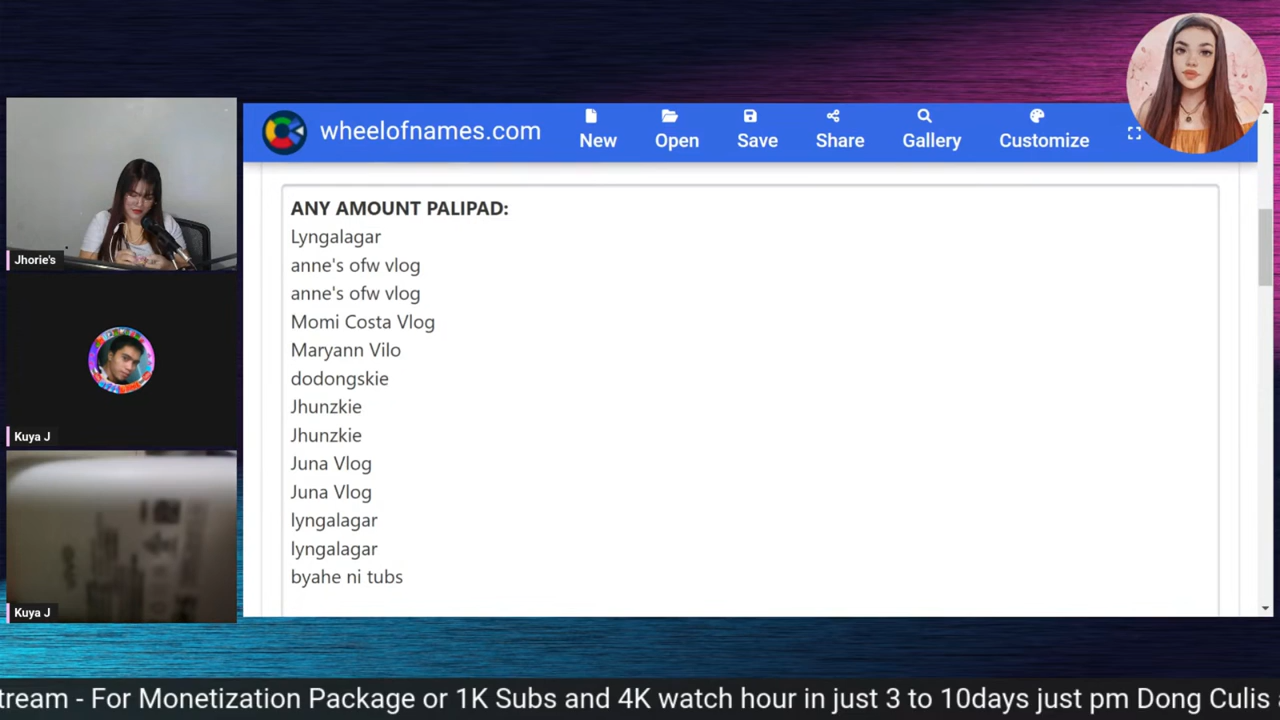 wheelofnames.com
New
Open
Save
Share
Gallery
Customize
ANY AMOUNT PALIPAD:
Lyngalagar
anne's ofw vlog
anne's ofw vlog
Momi Costa Vlog
Maryann Vilo
dodongskie
Jhunzkie
Jhunzkie
Juna Vlog
Juna Vlog
lyngalagar
lyngalagar
byahe ni tubs
Jhorie's
Kuya J
Kuya J
tream - For Monetization Package or 1K Subs and 4K watch hour in just 3 to 10days just pm Dong Culis